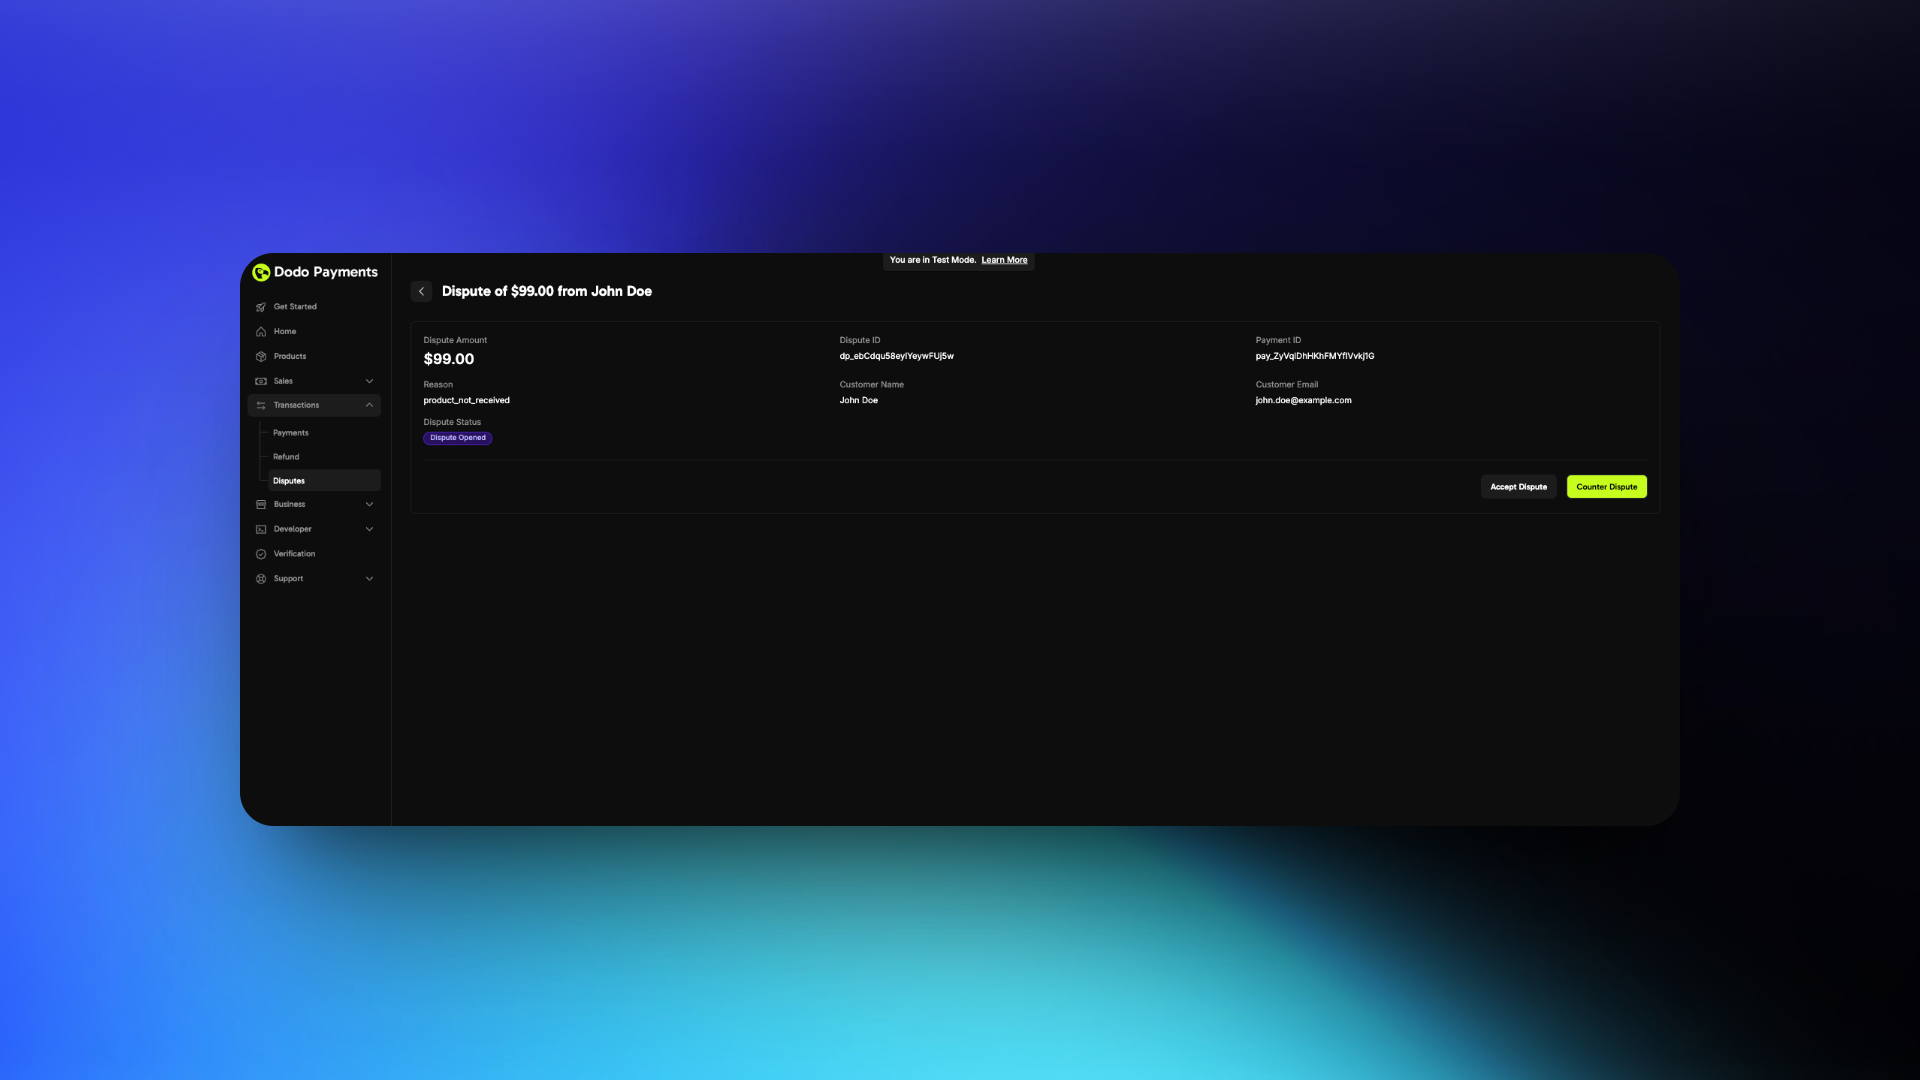 Dodo Payments
You are in Test Mode. Learn More
Get Started
Home
Products
Sales
Transactions
Payments
Refund
Disputes
Business
Developer
Verification
Support
Dispute of $99.00 from John Doe
Dispute Amount
$99.00
Dispute ID
Payment ID
Reason
product_not_received
Customer Name
John Doe
Customer Email
john.doe@example.com
Dispute Status
Dispute Opened
Accept Dispute
Counter Dispute